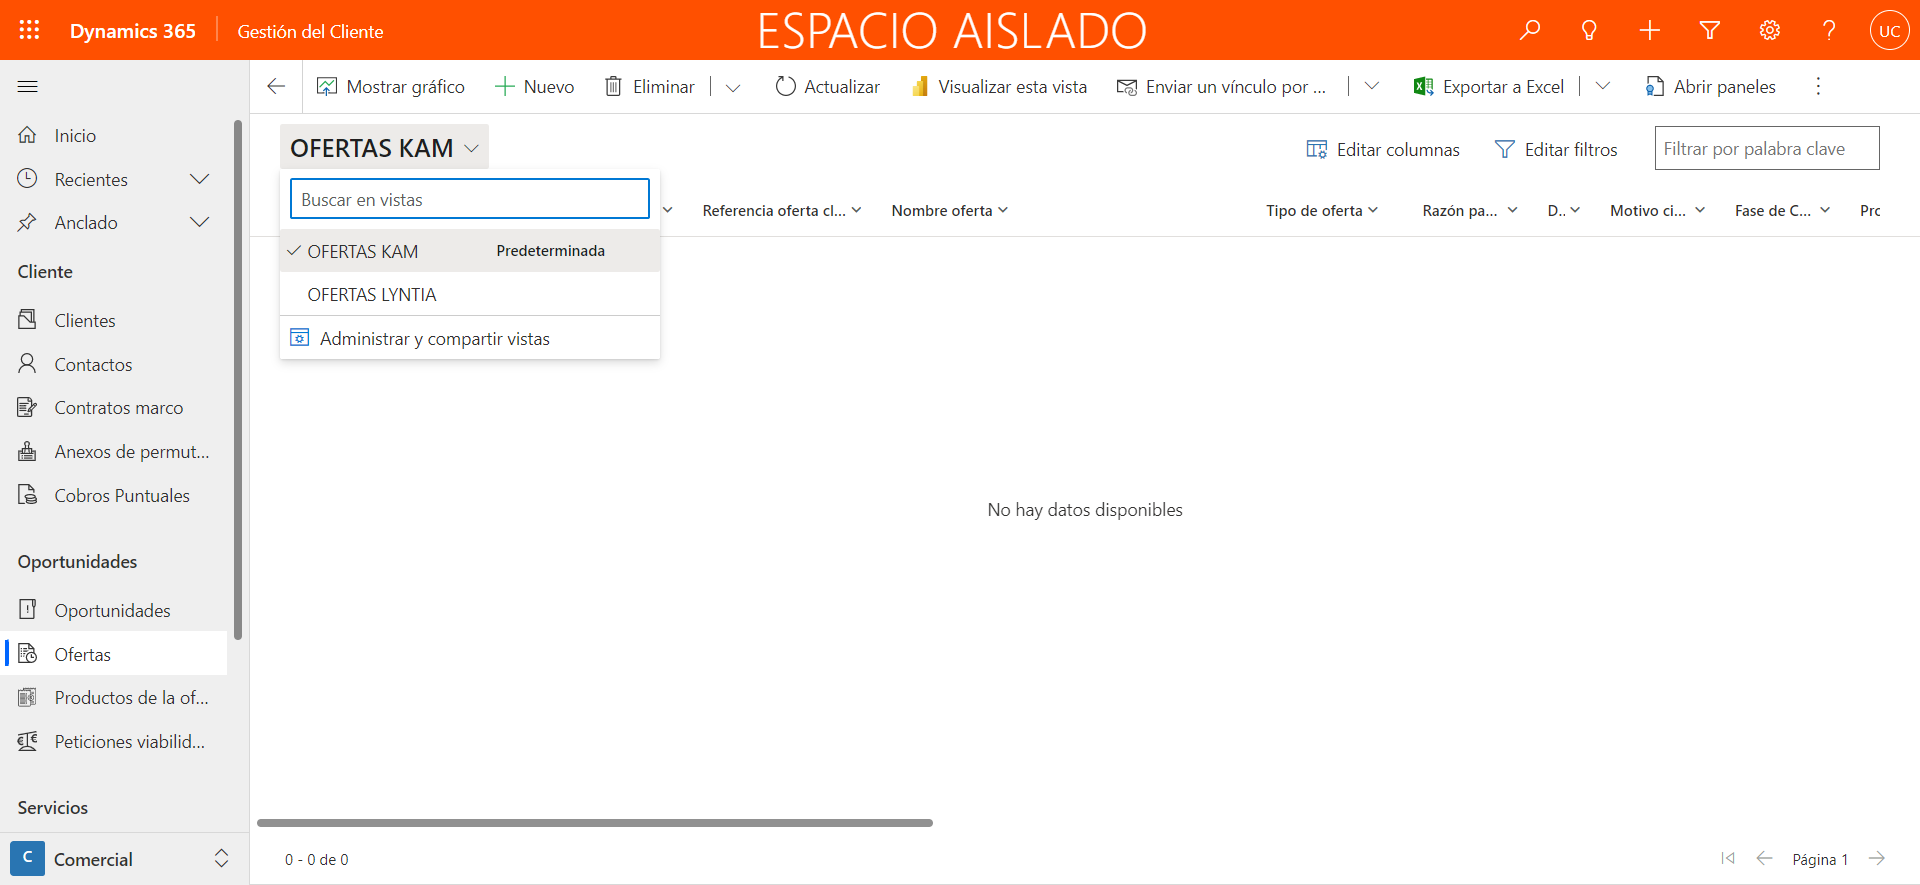 Dynamics 365
Gestión del Cliente
ESPACIO AISLADO
UC
Mostrar gráfico
Nuevo
Eliminar
Actualizar
Visualizar esta vista
Enviar un vínculo por ...
Exportar a Excel
Abrir paneles
Inicio
Recientes
Anclado
Cliente
Clientes
Contactos
Contratos marco
Anexos de permut...
Cobros Puntuales
Oportunidades
Oportunidades
Ofertas
Productos de la of...
Peticiones viabilid...
Servicios
C
Comercial
OFERTAS KAM
Editar columnas
Editar filtros
Filtrar por palabra clave
Buscar en vistas
OFERTAS KAM
Predeterminada
OFERTAS LYNTIA
Administrar y compartir vistas
Referencia oferta cl...
Nombre oferta
Tipo de oferta
Razón pa...
D..
Motivo ci...
Fase de C...
Prc
No hay datos disponibles
0 - 0 de 0
Página 1